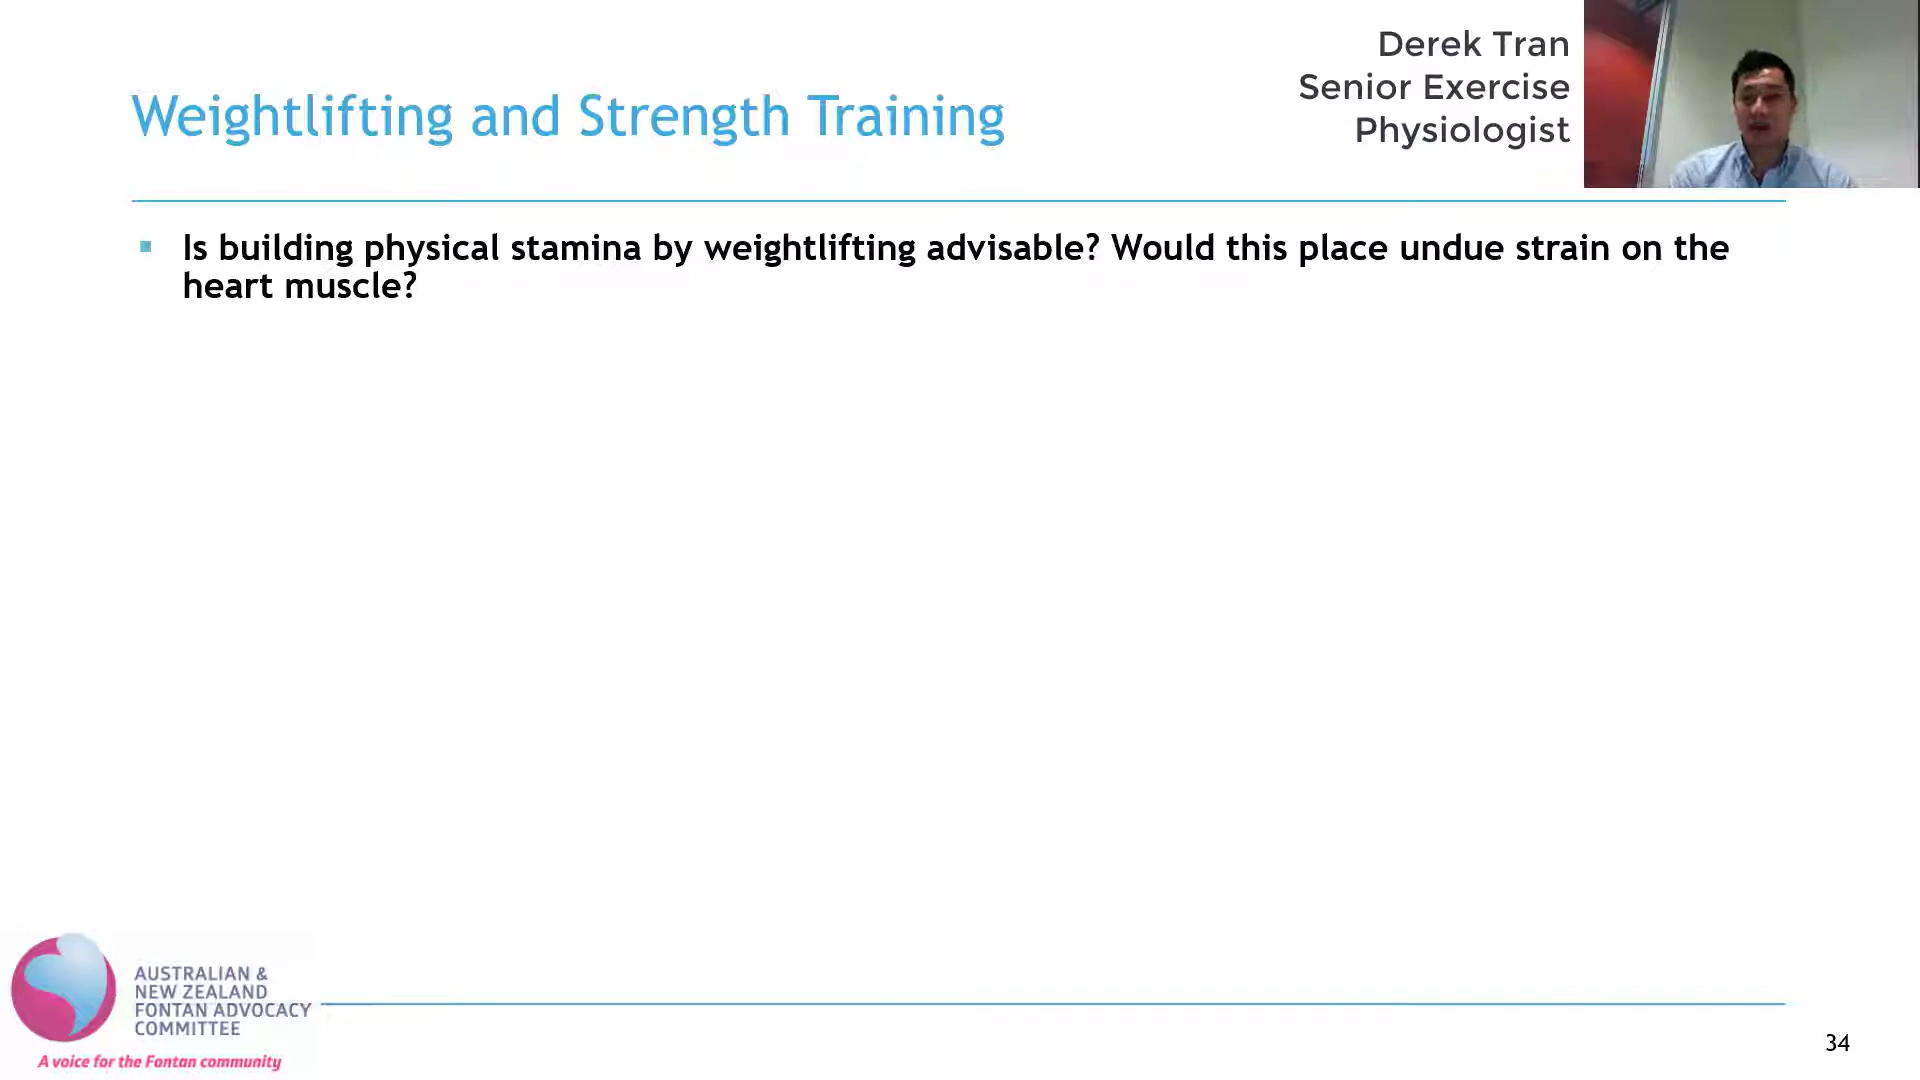 Derek Tran
Senior Exercise
Physiologist
Weightlifting and Strength Training
Is building physical stamina by weightlifting advisable? Would this place undue strain on the
heart muscle?
AUSTRALIAN &
NEW ZEALAND
FONTAN ADVOCACY
COMMITTEE
A voice for the Fontan community
34